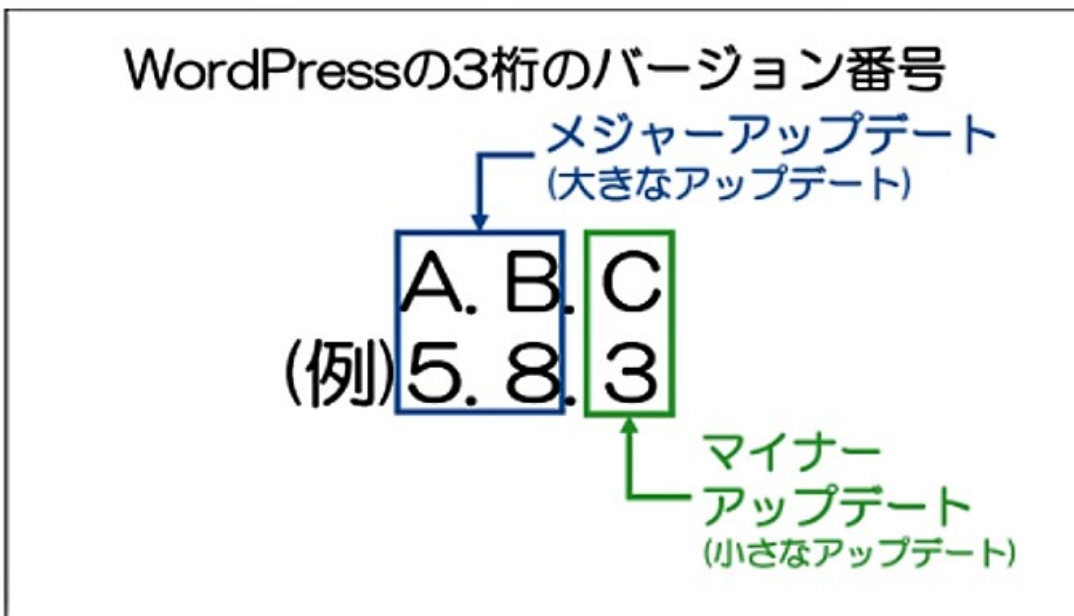 WordPressの3桁のバージョン番号
メジャーアップデート
(大きなアップデート)
A. B. C
(例)5. 8. 3
マイナー
アップデート
(小さなアップデート)